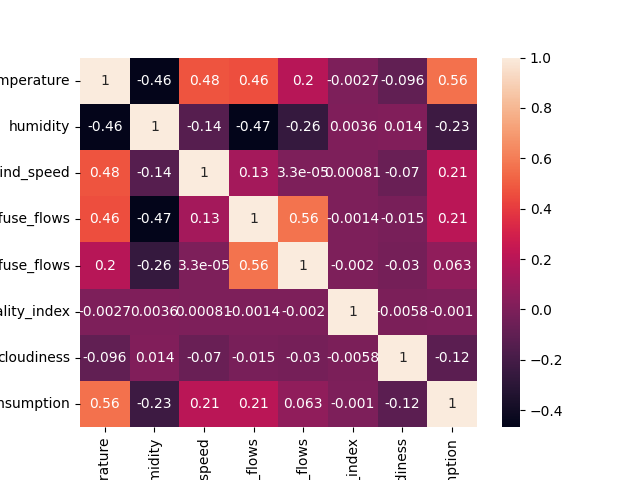 mperature 1 -0.46 0.48 0.46 0.2 -0.0027 -0.096 0.56
humidity -0.46 1 -0.14 -0.47 -0.26 0.0036 0.014 -0.23
ind_speed 0.48 -0.14 1 0.13 3.3e-05 0.00081 -0.07 0.21
fuse_flows 0.46 -0.47 0.13 1 0.56 -0.0014 -0.015 0.21
fuse_flows 0.2 -0.26 3.3e-05 0.56 1 -0.002 -0.03 0.063
ality_index -0.0027 0.0036 0.00081 -0.0014 -0.002 1 -0.0058 -0.001
cloudiness -0.096 0.014 -0.07 -0.015 -0.03 -0.0058 1 -0.12
nsumption 0.56 -0.23 0.21 0.21 0.063 -0.001 -0.12 1
rature midity speed _flows _flows _index diness mption
1.0
0.8
0.6
0.4
0.2
0.0
−0.2
−0.4